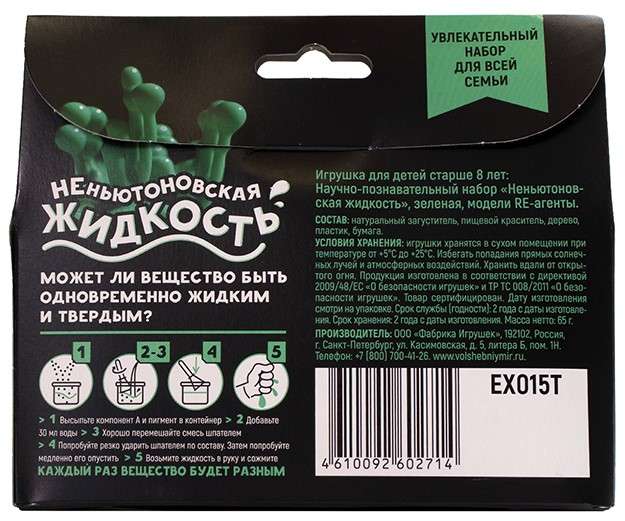 УВЛЕКАТЕЛЬНЫЙ
НАБОР
ДЛЯ ВСЕЙ
СЕМЬИ
НЕНЬЮТОНОВСКАЯ
ЖИДКОСТЬ
МОЖЕТ ЛИ ВЕЩЕСТВО БЫТЬ
ОДНОВРЕМЕННО ЖИДКИМ
И ТВЕРДЫМ?
1
2-3
4
5
> 1 Высыпьте компонент А и пигмент в контейнер > 2 Добавьте
30 мл воды > 3 Хорошо перемешайте смесь шпателем
> 4 Попробуйте резко ударить шпателем по составу. Затем попробуйте
медленно его опустить > 5 Возьмите жидкость в руку и сожмите
КАЖДЫЙ РАЗ ВЕЩЕСТВО БУДЕТ РАЗНЫМ
Игрушка для детей старше 8 лет:
Научно-познавательный набор «Неньютонов-
ская жидкость», зеленая, модели RE-агенты.
СОСТАВ: натуральный загуститель, пищевой краситель, дерево,
пластик, бумага.
УСЛОВИЯ ХРАНЕНИЯ: игрушки хранятся в сухом помещении при
температуре от +5°С до +25°С. Избегать попадания прямых солнеч-
ных лучей и атмосферных воздействий. Хранить вдали от откры-
того огня. Продукция изготовлена в соответствии с директивой
2009/48/ЕС «О безопасности игрушек» и ТР ТС 008/2011 «О безоп-
асности игрушек». Товар сертифицирован. Дату изготовления
смотри на упаковке. Срок службы (годности): 2 года с даты изготов-
ления. Срок хранения: 2 года с даты изготовления. Масса нетто: 65 г.
ПРОИЗВОДИТЕЛЬ: ООО «Фабрика Игрушек», 192102, Россия,
г. Санкт-Петербург, ул. Касимовская, д. 5, литера Б, пом. 1Н.
Телефон: +7 (800) 700-41-26. www.volshebniymir.ru
EX015T
4 610092 602714